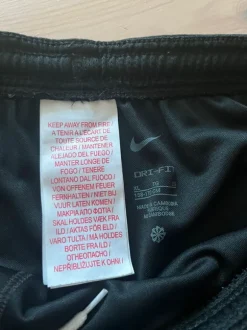 KEEP AWAY FROM FIRE
A TENIR A L'ECART DE
TOUTE SOURCE DE
CHALEUR / MANTENER
ALEJADO DEL FUEGO /
MANTER LONGE DE
FOGO / TENERE
LONTANO DAL FUOCO /
VON OFFENEM FEUER
FERNHALTEN / NIET BIJ
VUUR LATEN KOMEN /
ΜΑΚΡΙΑ ΑΠΟ ΦΩΤΙΑ /
SKAL HOLDES VÆK FRA
ILD / AKTAS FÖR ELD /
VARO TULTA / MÅ HOLDES
BORTE FRA ILD /
ОТНЕОПАСНО /
NEPŘIBLIŽUJTE K OHNI /
DRI-FIT